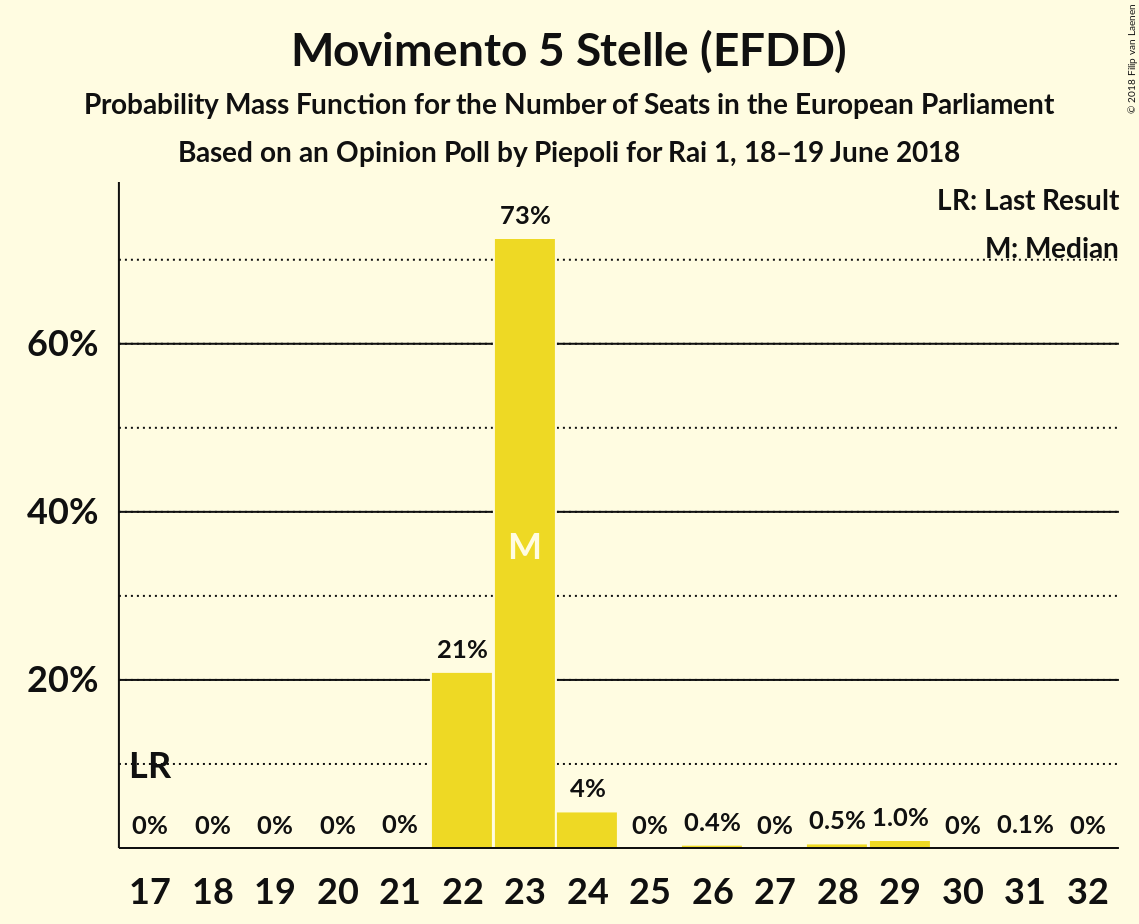 Movimento 5 Stelle (EFDD)
Probability Mass Function for the Number of Seats in the European Parliament
Based on an Opinion Poll by Piepoli for Rai 1, 18–19 June 2018
© 2018 Filip van Laenen
LR: Last Result
M: Median
73%
60%
40%
M
21%
20%
LR
4%
0% 0% 0% 0% 0% 0% 0.4% 0% 0.5% 1.0% 0% 0.1% 0%
17 18 19 20 21 22 23 24 25 26 27 28 29 30 31 32